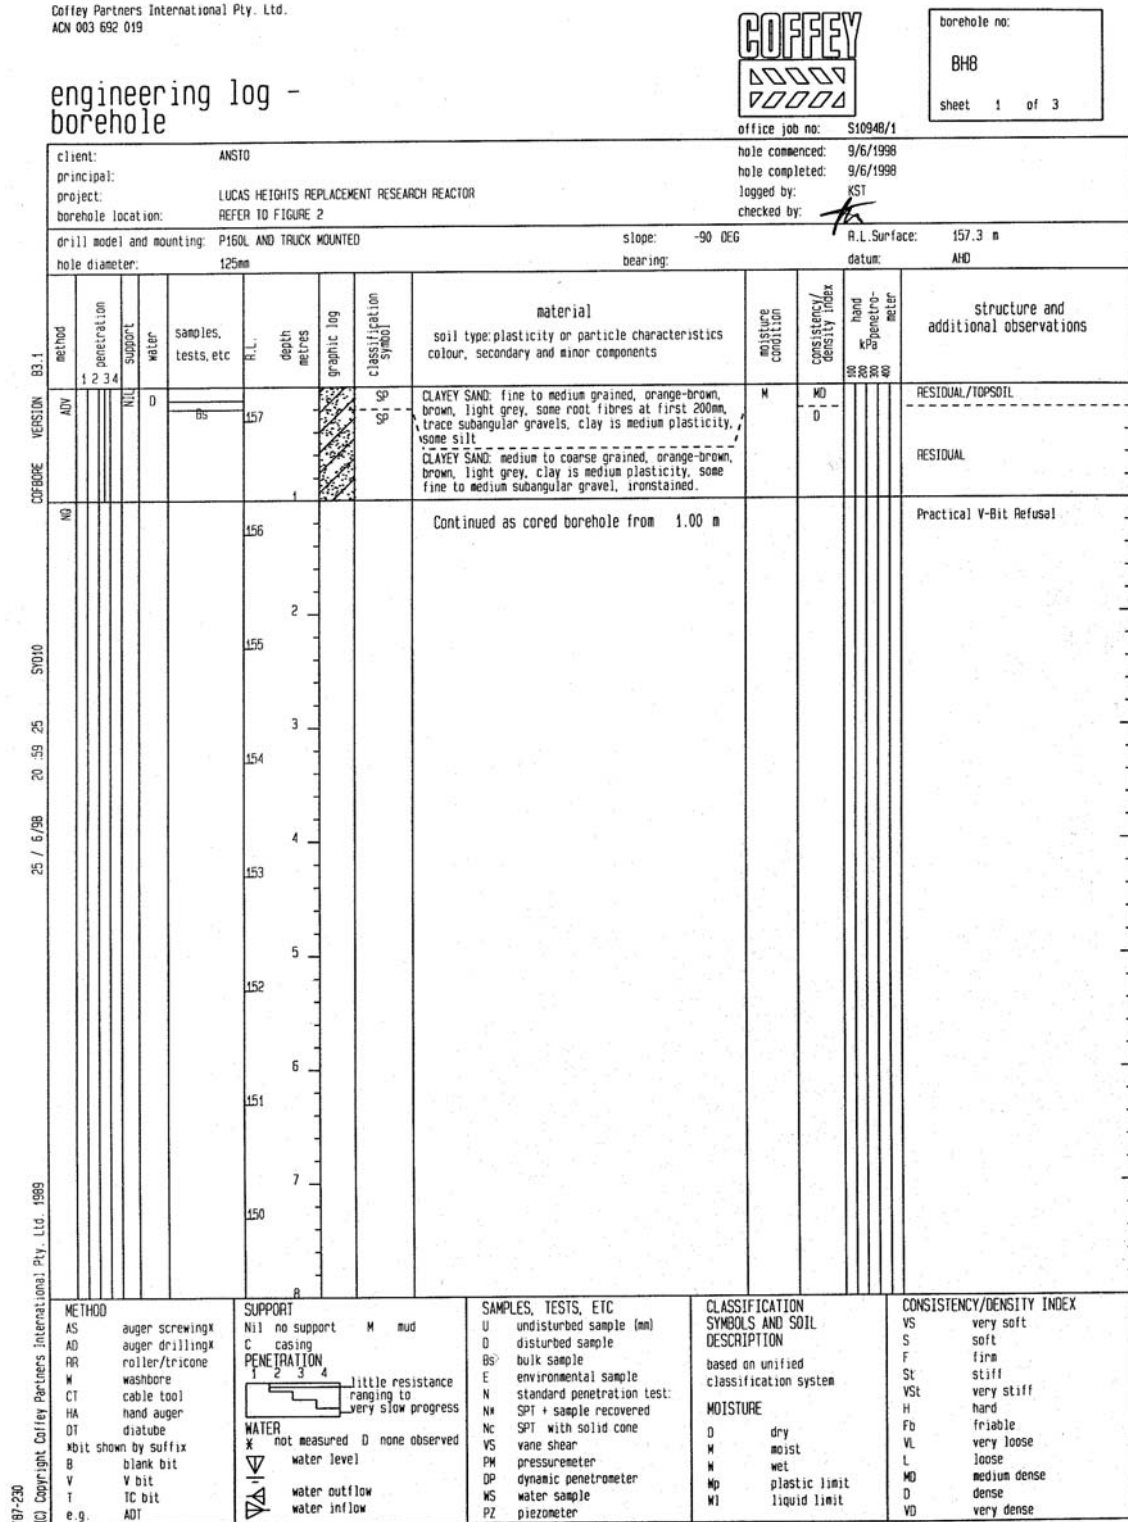 Coffey Partners International Pty. Ltd.
ACN 003 692 019
COFFEY
borehole no:
BH8
sheet 1 of 3
engineering log -
borehole
office job no: S10948/1
client: ANSTO
hole commenced: 9/6/1998
principal:
hole completed: 9/6/1998
project: LUCAS HEIGHTS REPLACEMENT RESEARCH REACTOR
logged by: KST
borehole location: REFER TO FIGURE 2
checked by:
drill model and mounting: P160L AND TRUCK MOUNTED slope: -90 DEG R.L.Surface: 157.3 m
hole diameter: 125mm bearing: datum: AHD
method
penetration
1 2 3 4
support
water
samples,
tests, etc
R.L.
depth
metres
graphic log
classification
symbol
material
soil type: plasticity or particle characteristics
colour, secondary and minor components
moisture
condition
consistency/
density index
hand
penetro-
meter
kPa
100
200
300
400
structure and
additional observations
ADV
Nil
D
Bs
157
SP
SP
CLAYEY SAND: fine to medium grained, orange-brown,
brown, light grey, some root fibres at first 200mm,
trace subangular gravels, clay is medium plasticity,
some silt
M
MD
D
RESIDUAL/TOPSOIL
CLAYEY SAND: medium to coarse grained, orange-brown,
brown, light grey, clay is medium plasticity, some
fine to medium subangular gravel, ironstained.
RESIDUAL
1
NQ
Continued as cored borehole from 1.00 m
Practical V-Bit Refusal
156
2
155
3
154
4
153
5
152
6
151
7
150
8
COFBORE VERSION B3.1
25 / 6/98 20 :59 25 SY010
(C) Copyright Coffey Partners International Pty. Ltd. 1989
87-230
METHOD
AS auger screwing*
AD auger drilling*
RR roller/tricone
W washbore
CT cable tool
HA hand auger
DT diatube
*bit shown by suffix
B blank bit
V V bit
T TC bit
e.g. ADT
SUPPORT
Nil no support M mud
C casing
PENETRATION
1 2 3 4
little resistance
ranging to
very slow progress
WATER
* not measured D none observed
water level
water outflow
water inflow
SAMPLES, TESTS, ETC
U undisturbed sample (mm)
D disturbed sample
Bs bulk sample
E environmental sample
N standard penetration test:
N* SPT + sample recovered
Nc SPT with solid cone
VS vane shear
PM pressuremeter
DP dynamic penetrometer
WS water sample
PZ piezometer
CLASSIFICATION
SYMBOLS AND SOIL
DESCRIPTION
based on unified
classification system
MOISTURE
D dry
M moist
W wet
Wp plastic limit
Wl liquid limit
CONSISTENCY/DENSITY INDEX
VS very soft
S soft
F firm
St stiff
VSt very stiff
H hard
Fb friable
VL very loose
L loose
MD medium dense
D dense
VD very dense